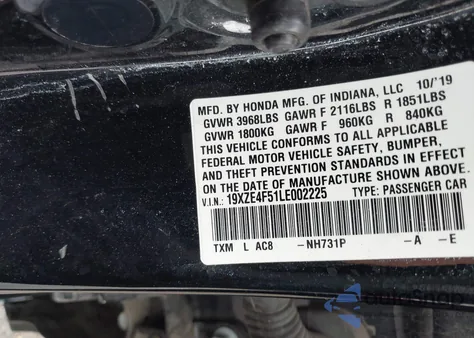 MFD. BY HONDA MFG. OF INDIANA, LLC 10/'19
GVWR 3968LBS GAWR F 2116LBS R 1851LBS
GVWR 1800KG GAWR F 960KG R 840KG
THIS VEHICLE CONFORMS TO ALL APPLICABLE
FEDERAL MOTOR VEHICLE SAFETY, BUMPER,
AND THEFT PREVENTION STANDARDS IN EFFECT
ON THE DATE OF MANUFACTURE SHOWN ABOVE.
V.I.N.: 19XZE4F51LE002225 TYPE: PASSENGER CAR
TXM L AC8 -NH731P -A -E